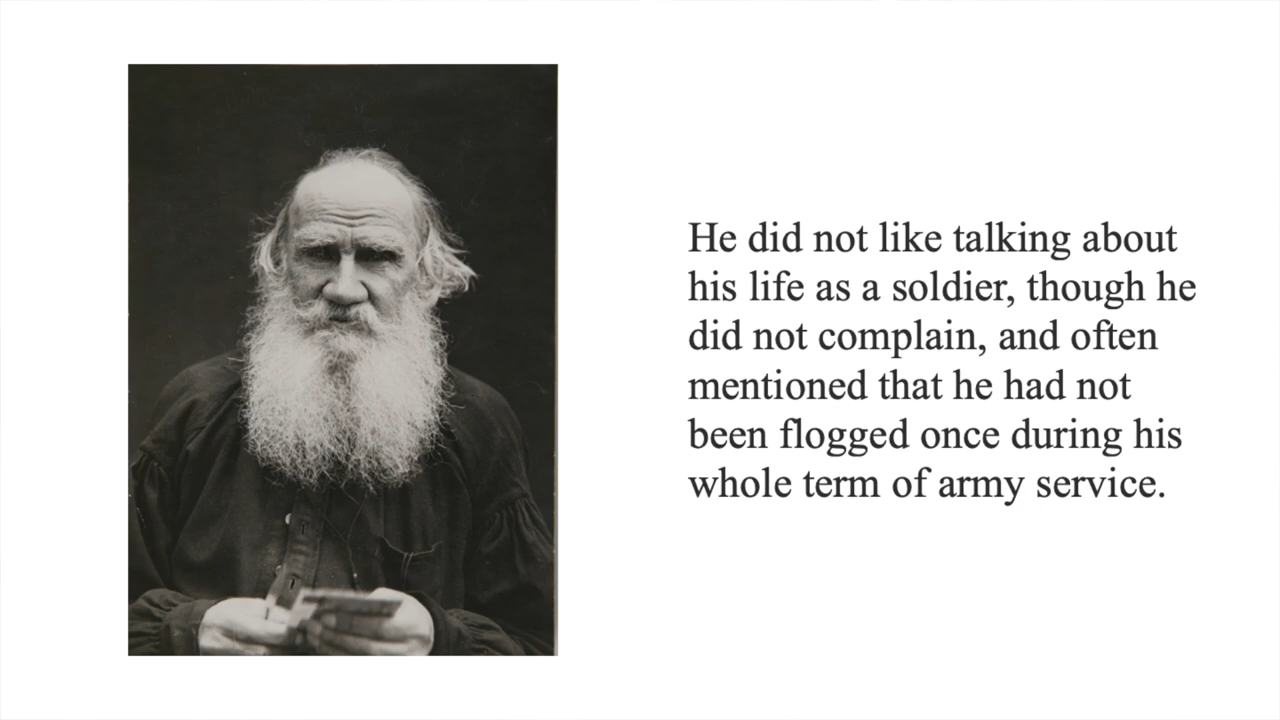 He did not like talking about
his life as a soldier, though he
did not complain, and often
mentioned that he had not
been flogged once during his
whole term of army service.